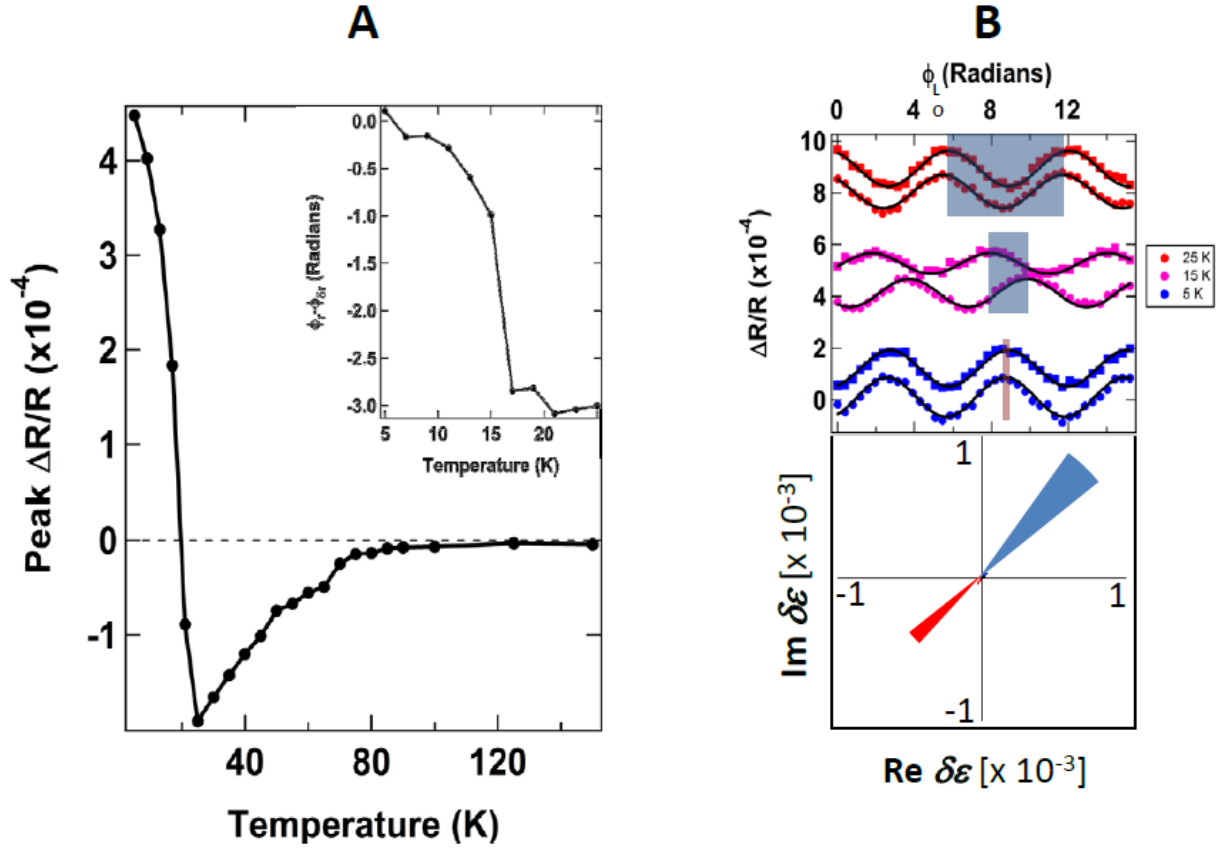 A
4
3
2
1
0
-1
Peak ΔR/R (x10⁻⁴)
40
80
120
Temperature (K)
0.0
-0.5
-1.0
-1.5
-2.0
-2.5
-3.0
ϕr-ϕδr (Radians)
5
10
15
20
Temperature (K)
B
ϕL (Radians)
0
4
o
8
12
10
8
6
4
2
0
ΔR/R (x10⁻⁴)
25 K
15 K
5 K
1
-1
1
-1
Im δε [x 10⁻³]
Re δε [x 10⁻³]